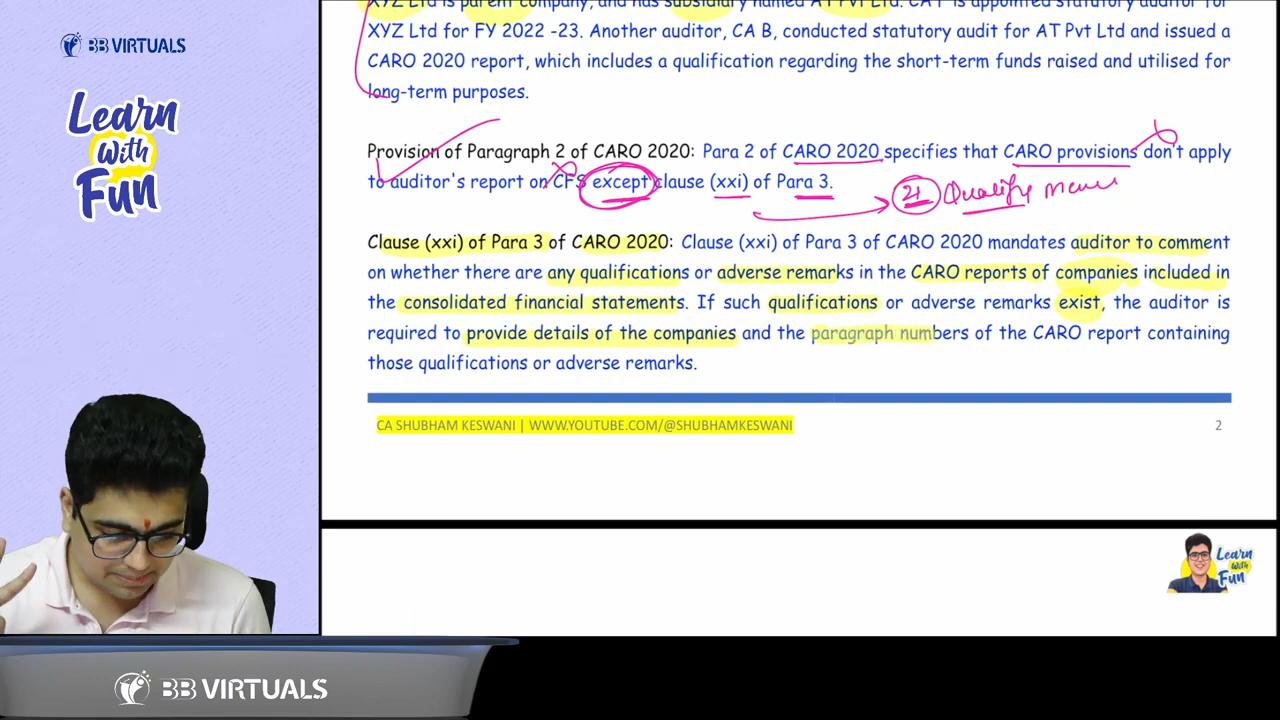 BB VIRTUALS
Learn
With
Fun
XYZ Ltd is parent company, and has subsidiary named AT Pvt Ltd. CA T is appointed statutory auditor for
XYZ Ltd for FY 2022 -23. Another auditor, CA B, conducted statutory audit for AT Pvt Ltd and issued a
CARO 2020 report, which includes a qualification regarding the short-term funds raised and utilised for
long-term purposes.
Provision of Paragraph 2 of CARO 2020: Para 2 of CARO 2020 specifies that CARO provisions don't apply
to auditor's report on CFS except clause (xxi) of Para 3.
21 Qualify
Clause (xxi) of Para 3 of CARO 2020: Clause (xxi) of Para 3 of CARO 2020 mandates auditor to comment
on whether there are any qualifications or adverse remarks in the CARO reports of companies included in
the consolidated financial statements. If such qualifications or adverse remarks exist, the auditor is
required to provide details of the companies and the paragraph numbers of the CARO report containing
those qualifications or adverse remarks.
CA SHUBHAM KESWANI | WWW.YOUTUBE.COM/@SHUBHAMKESWANI 2
Learn
With
Fun
BB VIRTUALS